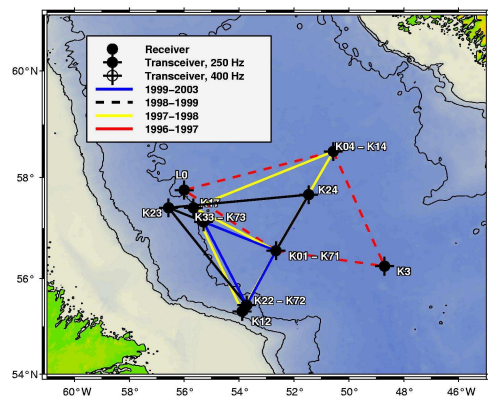 Receiver
Transceiver, 250 Hz
Transceiver, 400 Hz
1999–2003
1998–1999
1997–1998
1996–1997
60°N
58°
56°
54°N
K04 – K14
L0
K24
K17
K23
K33 – K73
K01 – K71
K3
K22 – K72
K12
60°W
58°
56°
54°
52°
50°
48°
46°W